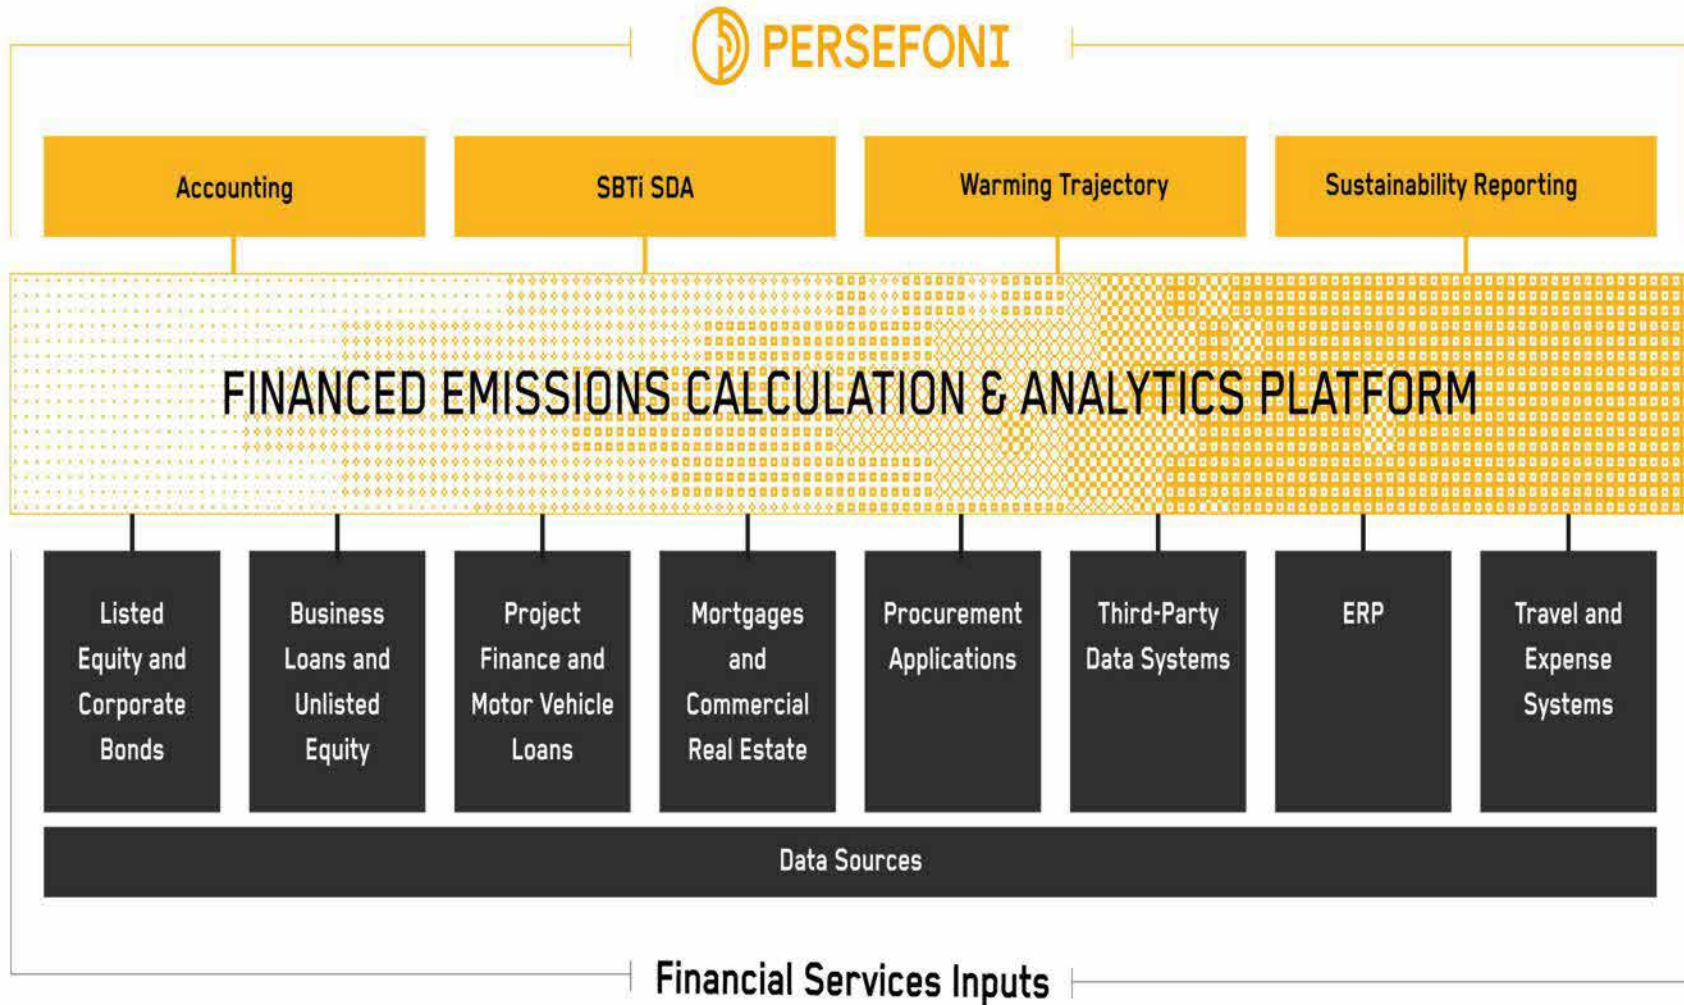 PERSEFONI
Accounting
SBTi SDA
Warming Trajectory
Sustainability Reporting
FINANCED EMISSIONS CALCULATION & ANALYTICS PLATFORM
Listed
Equity and
Corporate
Bonds
Business
Loans and
Unlisted
Equity
Project
Finance and
Motor Vehicle
Loans
Mortgages
and
Commercial
Real Estate
Procurement
Applications
Third-Party
Data Systems
ERP
Travel and
Expense
Systems
Data Sources
Financial Services Inputs